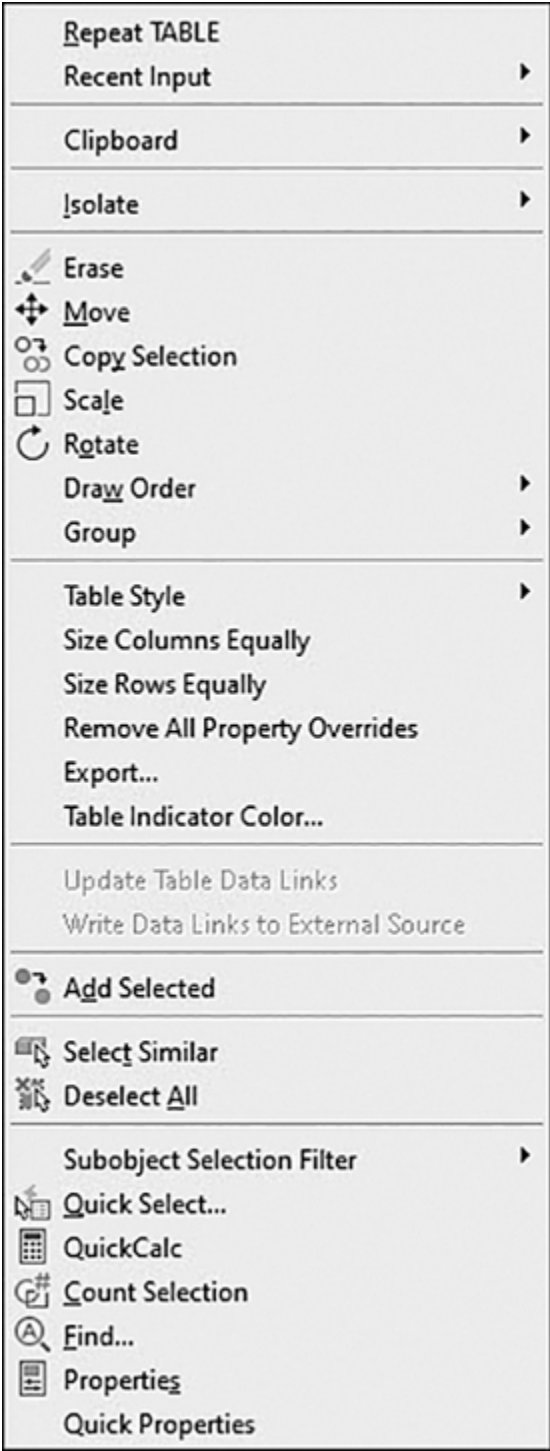 Repeat TABLE
Recent Input
Clipboard
Isolate
Erase
Move
Copy Selection
Scale
Rotate
Draw Order
Group
Table Style
Size Columns Equally
Size Rows Equally
Remove All Property Overrides
Export...
Table Indicator Color...
Update Table Data Links
Write Data Links to External Source
Add Selected
Select Similar
Deselect All
Subobject Selection Filter
Quick Select...
QuickCalc
Count Selection
Find...
Properties
Quick Properties